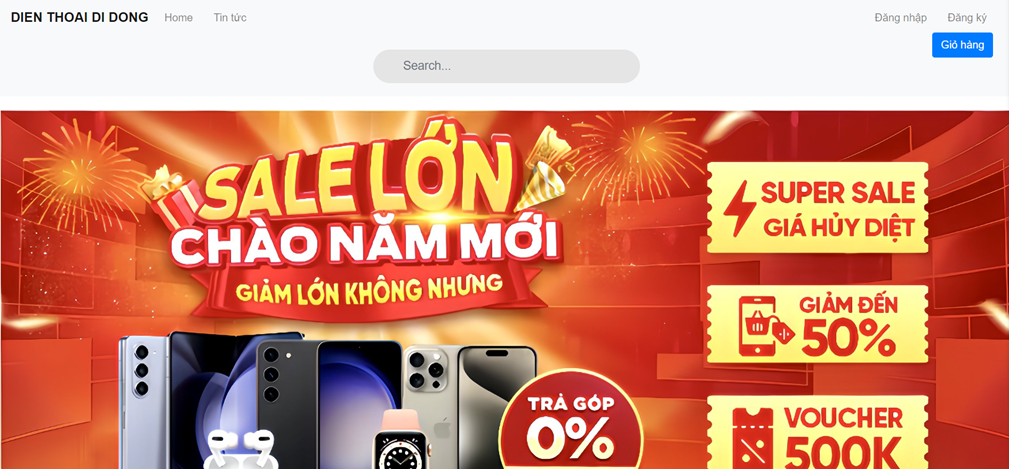 DIEN THOAI DI DONG Home Tin tức Đăng nhập Đăng ký
Giỏ hàng
Search...
SALE LỚN
CHÀO NĂM MỚI
GIẢM LỚN KHÔNG NHƯNG
SUPER SALE
GIÁ HỦY DIỆT
GIẢM ĐẾN
50%
TRẢ GÓP
0%
VOUCHER
500K